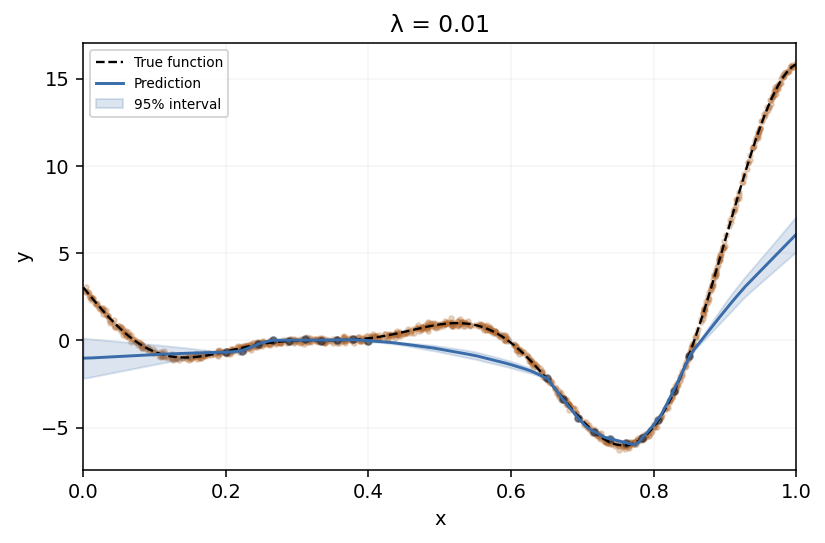 λ = 0.01
True function
Prediction
95% interval
y
15
10
5
0
−5
0.0 0.2 0.4 0.6 0.8 1.0
x